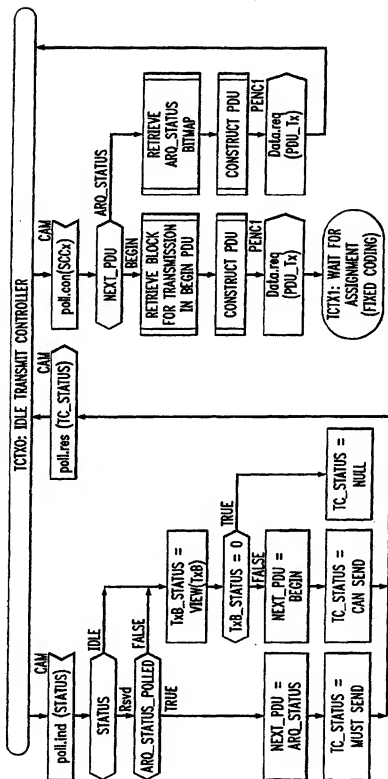 TCTX0: IDLE TRANSMIT CONTROLLER
CAM
poll.ind (STATUS)
STATUS
IDLE
Rsvd
ARQ_STATUS_POLLED
FALSE
TRUE
TxB_STATUS =
VIEW(TxB)
TxB_STATUS = 0
TRUE
FALSE
NEXT_PDU =
ARQ_STATUS
NEXT_PDU =
BEGIN
TC_STATUS =
MUST SEND
TC_STATUS =
CAN SEND
TC_STATUS =
NULL
CAM
poll.res (TC_STATUS)
CAM
poll.con(SCCx)
NEXT_PDU
ARQ_STATUS
BEGIN
RETRIEVE BLOCK
FOR TRANSMISSION
IN BEGIN PDU
CONSTRUCT PDU
PENC1
Data.req
(PDU_Tx)
TCTX1: WAIT FOR
ASSIGNMENT
(FIXED CODING)
RETRIEVE
ARQ_STATUS
BITMAP
CONSTRUCT PDU
PENC1
Data.req
(PDU_Tx)